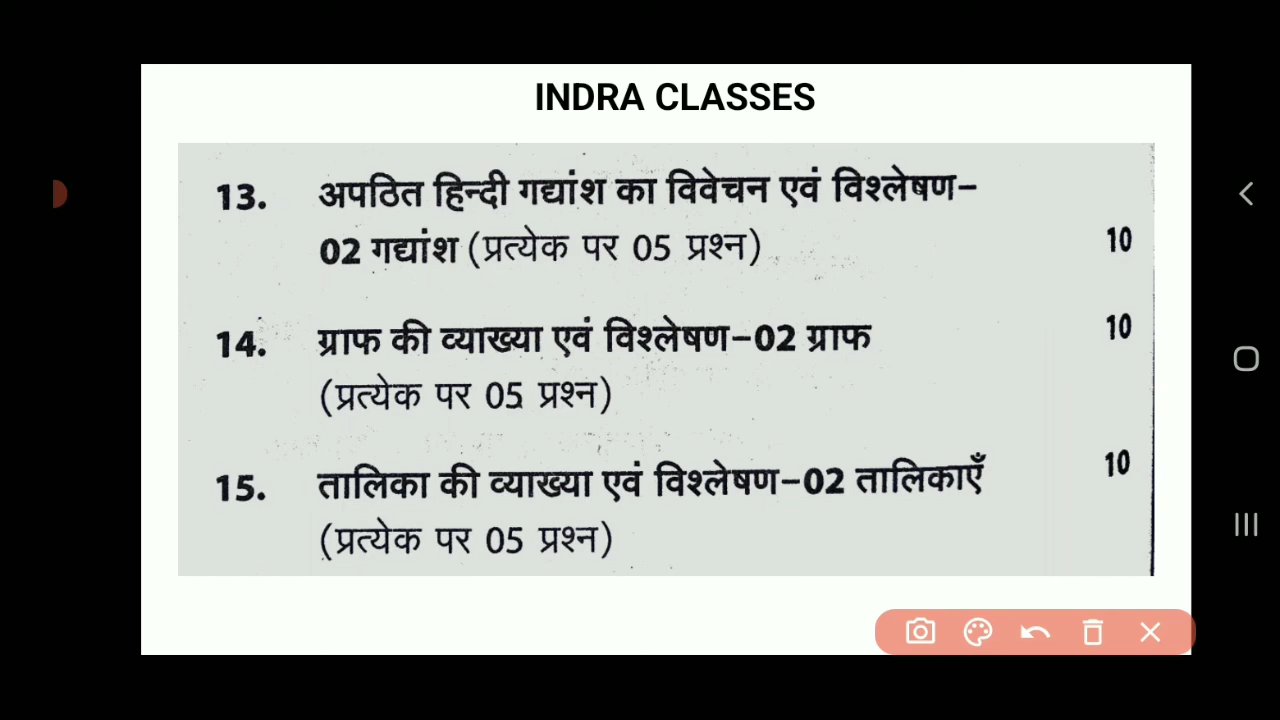 INDRA CLASSES
13. अपठित हिन्दी गद्यांश का विवेचन एवं विश्लेषण–
02 गद्यांश (प्रत्येक पर 05 प्रश्न) 10
14. ग्राफ की व्याख्या एवं विश्लेषण–02 ग्राफ 10
(प्रत्येक पर 05 प्रश्न)
15. तालिका की व्याख्या एवं विश्लेषण–02 तालिकाएँ 10
(प्रत्येक पर 05 प्रश्न)